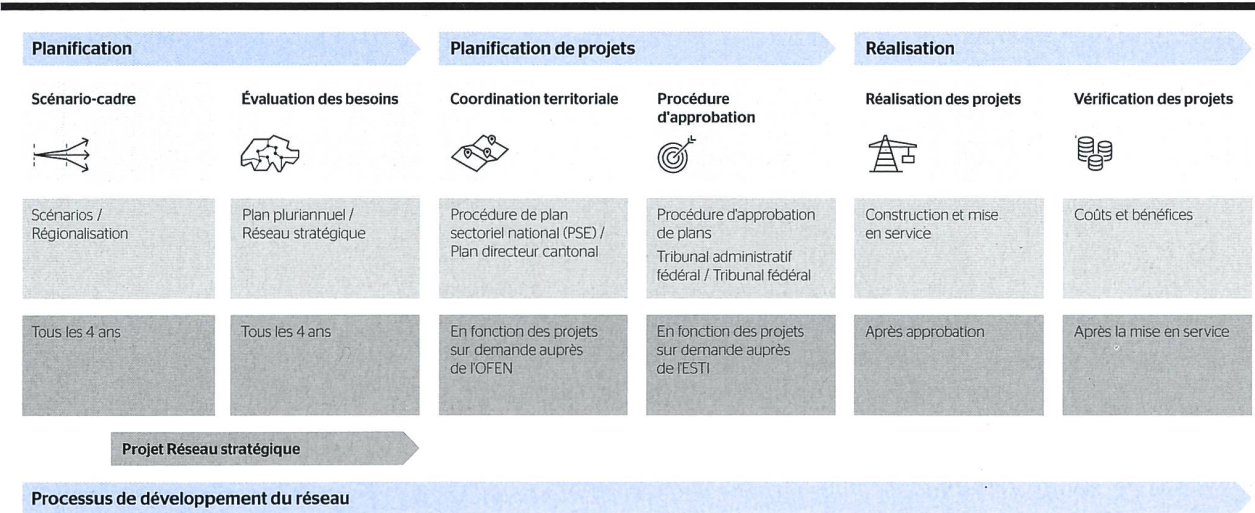 Planification
Planification de projets
Réalisation
Scénario-cadre
Évaluation des besoins
Coordination territoriale
Procédure
d'approbation
Réalisation des projets
Vérification des projets
Scénarios /
Régionalisation
Plan pluriannuel /
Réseau stratégique
Procédure de plan
sectoriel national (PSE) /
Plan directeur cantonal
Procédure d'approbation
de plans
Tribunal administratif
fédéral / Tribunal fédéral
Construction et mise
en service
Coûts et bénéfices
Tous les 4 ans
Tous les 4 ans
En fonction des projets
sur demande auprès
de l'OFEN
En fonction des projets
sur demande auprès
de l'ESTI
Après approbation
Après la mise en service
Projet Réseau stratégique
Processus de développement du réseau